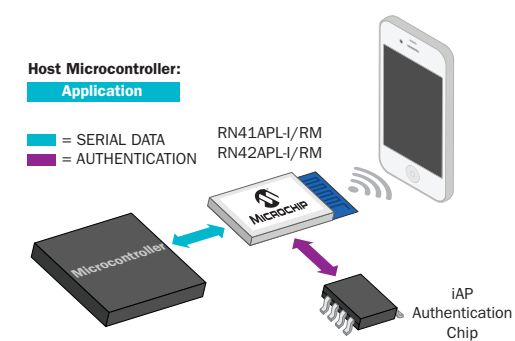 Host Microcontroller:
Application
= SERIAL DATA
= AUTHENTICATION
RN41APL-I/RM
RN42APL-I/RM
MICROCHIP
Microcontroller
iAP
Authentication
Chip